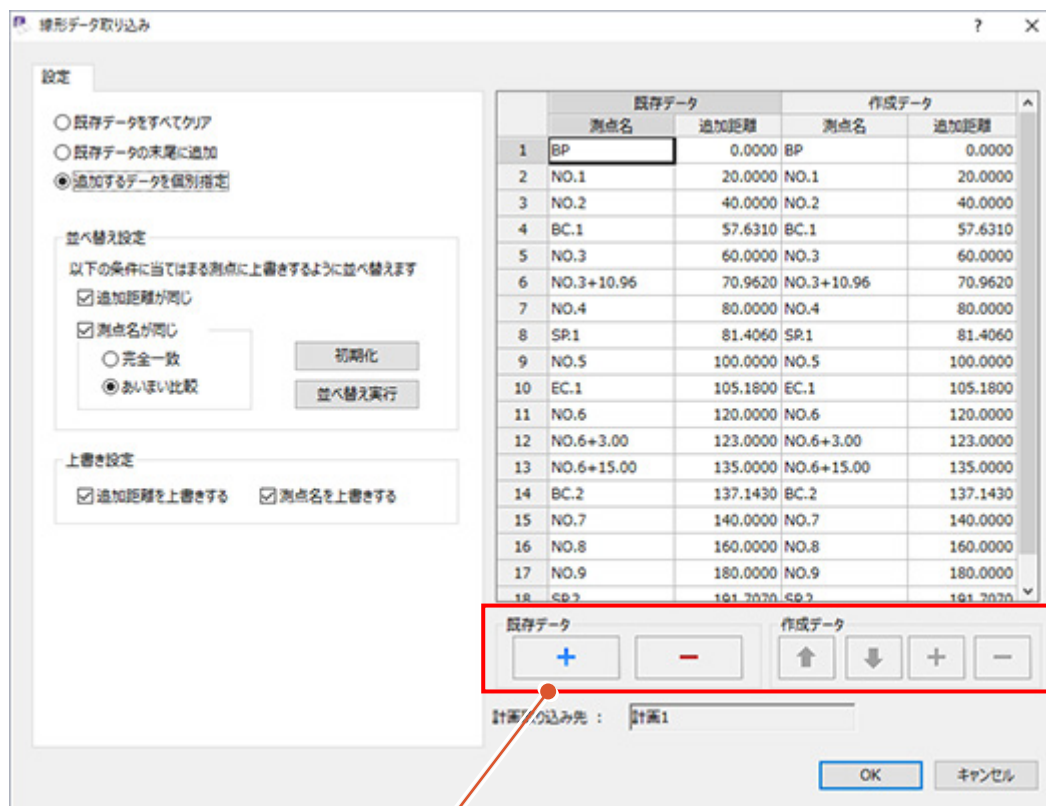 線形データ取り込み ? ×
設定
既存データをすべてクリア
既存データの末尾に追加
追加するデータを個別指定
並べ替え設定
以下の条件に当てはまる測点に上書きするように並べ替えます
追加距離が同じ
測点名が同じ
完全一致
あいまい比較
初期化
並べ替え実行
上書き設定
追加距離を上書きする 測点名を上書きする
既存データ 作成データ
測点名 追加距離 測点名 追加距離
1 BP 0.0000 BP 0.0000
2 NO.1 20.0000 NO.1 20.0000
3 NO.2 40.0000 NO.2 40.0000
4 BC.1 57.6310 BC.1 57.6310
5 NO.3 60.0000 NO.3 60.0000
6 NO.3+10.96 70.9620 NO.3+10.96 70.9620
7 NO.4 80.0000 NO.4 80.0000
8 SP.1 81.4060 SP.1 81.4060
9 NO.5 100.0000 NO.5 100.0000
10 EC.1 105.1800 EC.1 105.1800
11 NO.6 120.0000 NO.6 120.0000
12 NO.6+3.00 123.0000 NO.6+3.00 123.0000
13 NO.6+15.00 135.0000 NO.6+15.00 135.0000
14 BC.2 137.1430 BC.2 137.1430
15 NO.7 140.0000 NO.7 140.0000
16 NO.8 160.0000 NO.8 160.0000
17 NO.9 180.0000 NO.9 180.0000
18 SP.2 191.7070 SP.2 191.7070
既存データ 作成データ
+ − + −
計画取り込み先 : 計画1
OK キャンセル